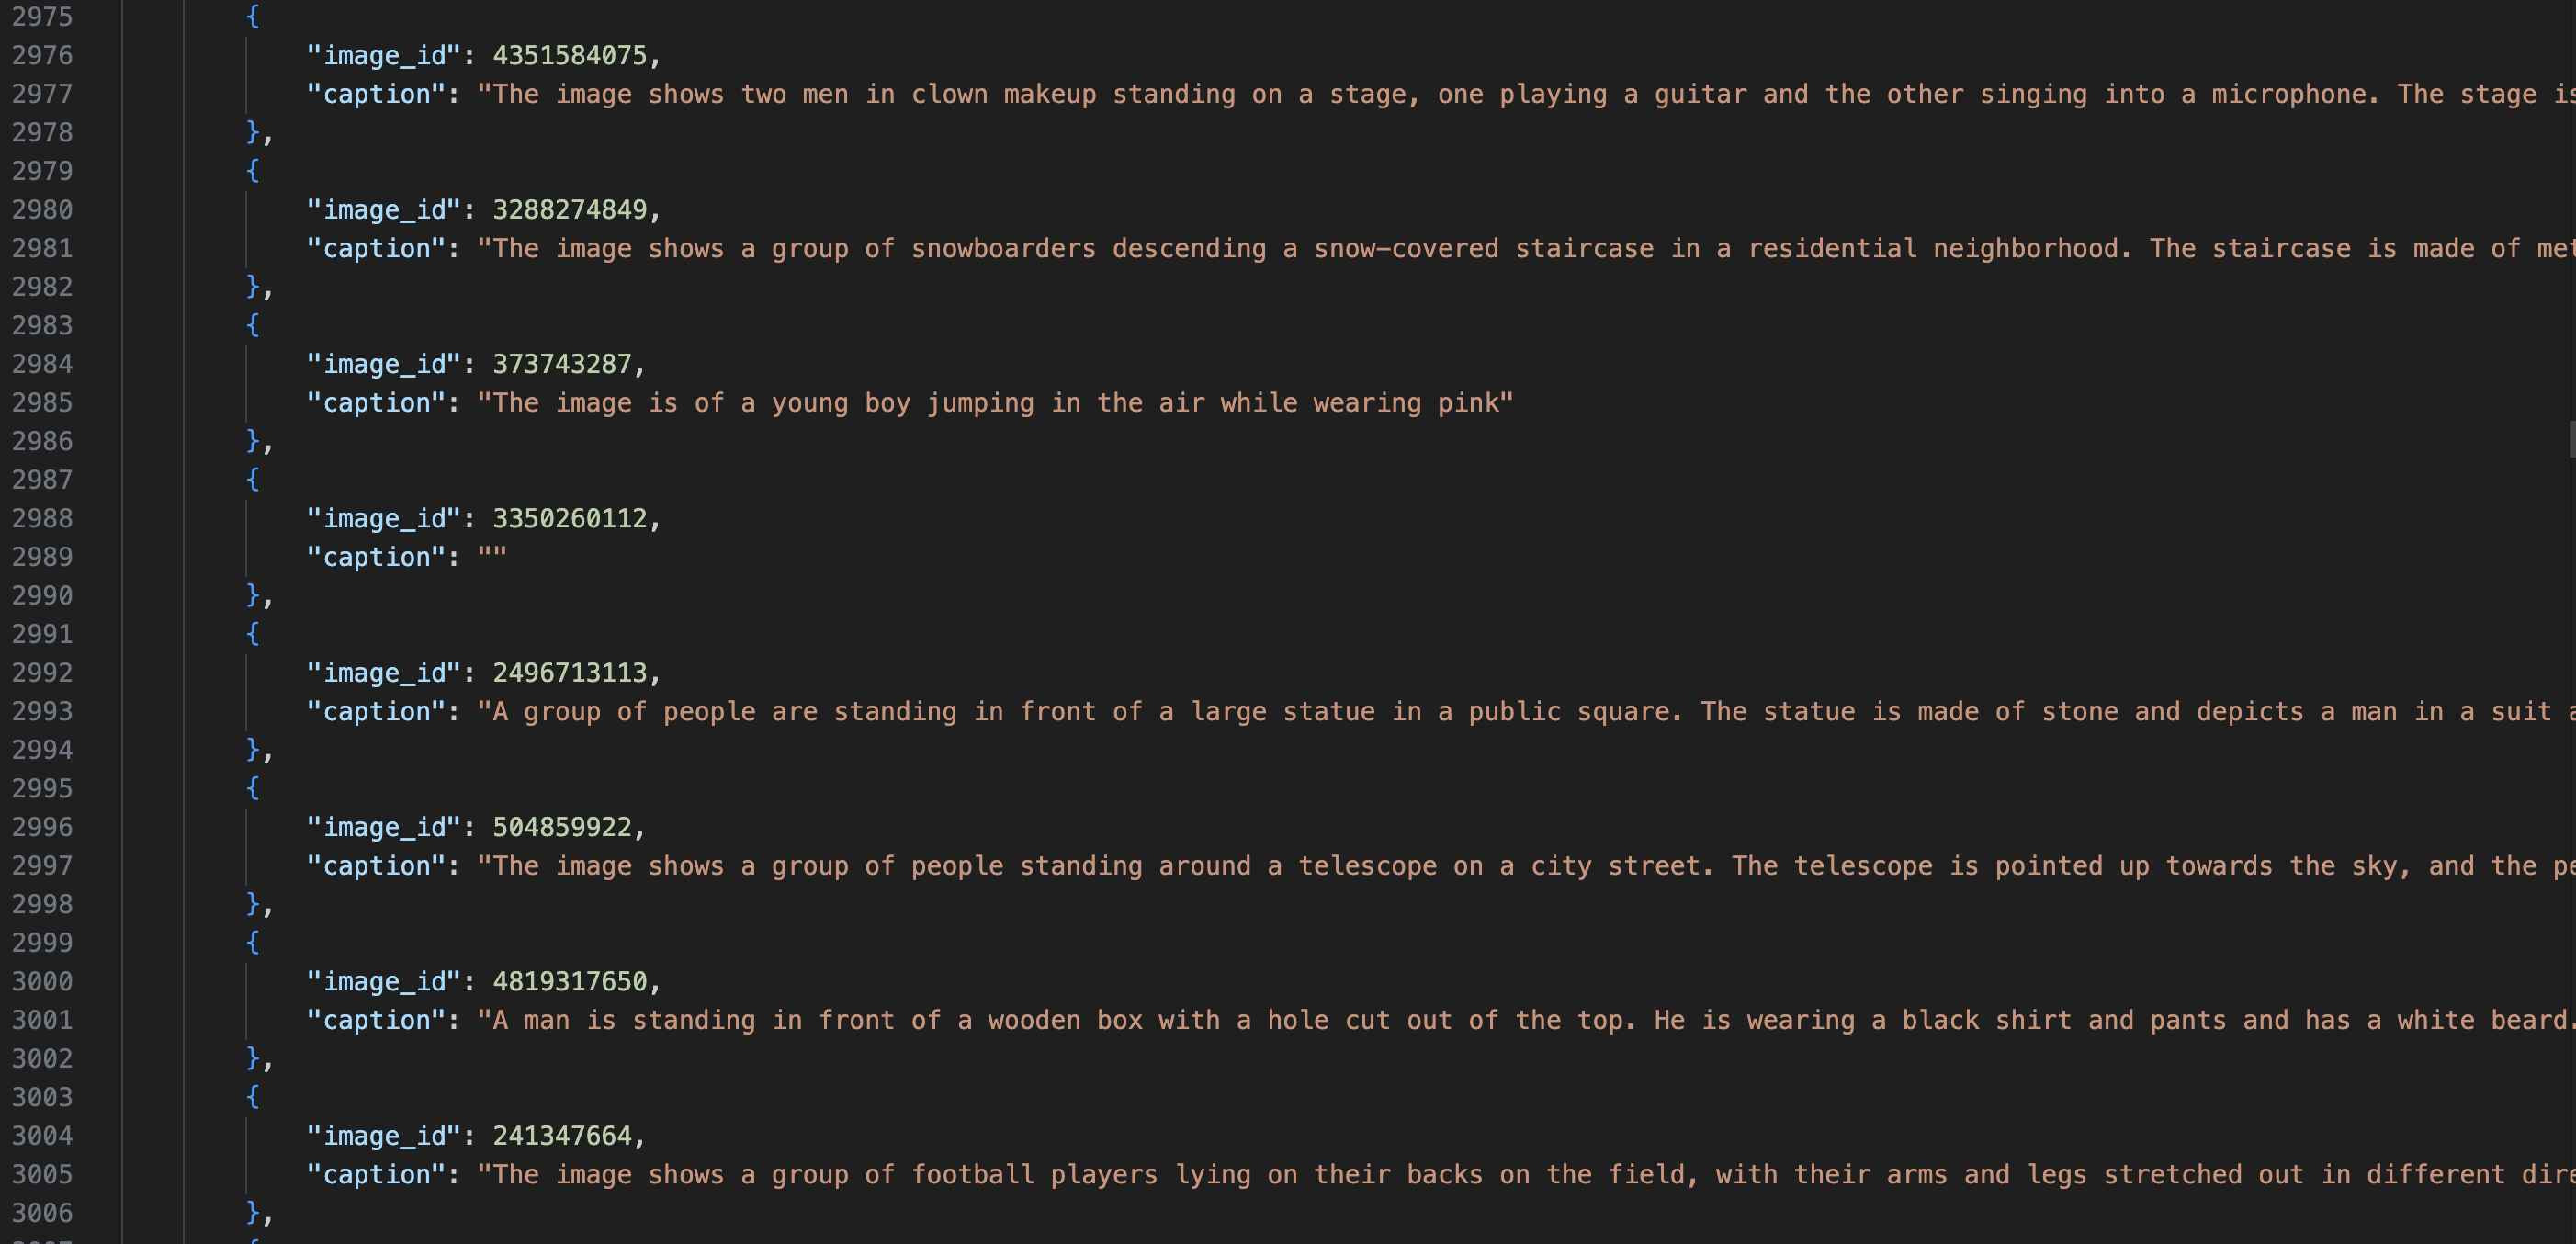 2975 {
2976 "image_id": 4351584075,
2977 "caption": "The image shows two men in clown makeup standing on a stage, one playing a guitar and the other singing into a microphone. The stage is
2978 },
2979 {
2980 "image_id": 3288274849,
2981 "caption": "The image shows a group of snowboarders descending a snow-covered staircase in a residential neighborhood. The staircase is made of met
2982 },
2983 {
2984 "image_id": 373743287,
2985 "caption": "The image is of a young boy jumping in the air while wearing pink"
2986 },
2987 {
2988 "image_id": 3350260112,
2989 "caption": ""
2990 },
2991 {
2992 "image_id": 2496713113,
2993 "caption": "A group of people are standing in front of a large statue in a public square. The statue is made of stone and depicts a man in a suit a
2994 },
2995 {
2996 "image_id": 504859922,
2997 "caption": "The image shows a group of people standing around a telescope on a city street. The telescope is pointed up towards the sky, and the pe
2998 },
2999 {
3000 "image_id": 4819317650,
3001 "caption": "A man is standing in front of a wooden box with a hole cut out of the top. He is wearing a black shirt and pants and has a white beard.
3002 },
3003 {
3004 "image_id": 241347664,
3005 "caption": "The image shows a group of football players lying on their backs on the field, with their arms and legs stretched out in different dire
3006 },